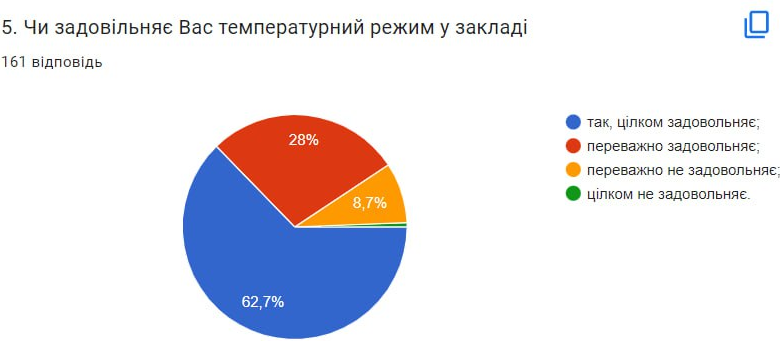 5. Чи задовільняє Вас температурний режим у закладі
161 відповідь
так, цілком задовольняє;
переважно задовольняє;
переважно не задовольняє;
цілком не задовольняє.
28%
8,7%
62,7%